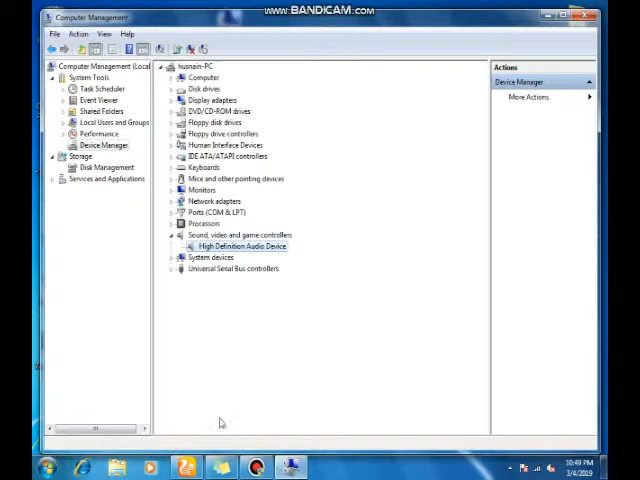 www.BANDICAM.com
Computer Management
File Action View Help
Computer Management (Local
System Tools
Task Scheduler
Event Viewer
Shared Folders
Local Users and Groups
Performance
Device Manager
Storage
Disk Management
Services and Applications
husnain-PC
Computer
Disk drives
Display adapters
DVD/CD-ROM drives
Floppy disk drives
Floppy drive controllers
Human Interface Devices
IDE ATA/ATAPI controllers
Keyboards
Mice and other pointing devices
Monitors
Network adapters
Ports (COM & LPT)
Processors
Sound, video and game controllers
High Definition Audio Device
System devices
Universal Serial Bus controllers
Actions
Device Manager
More Actions
10:49 PM
3/4/2019